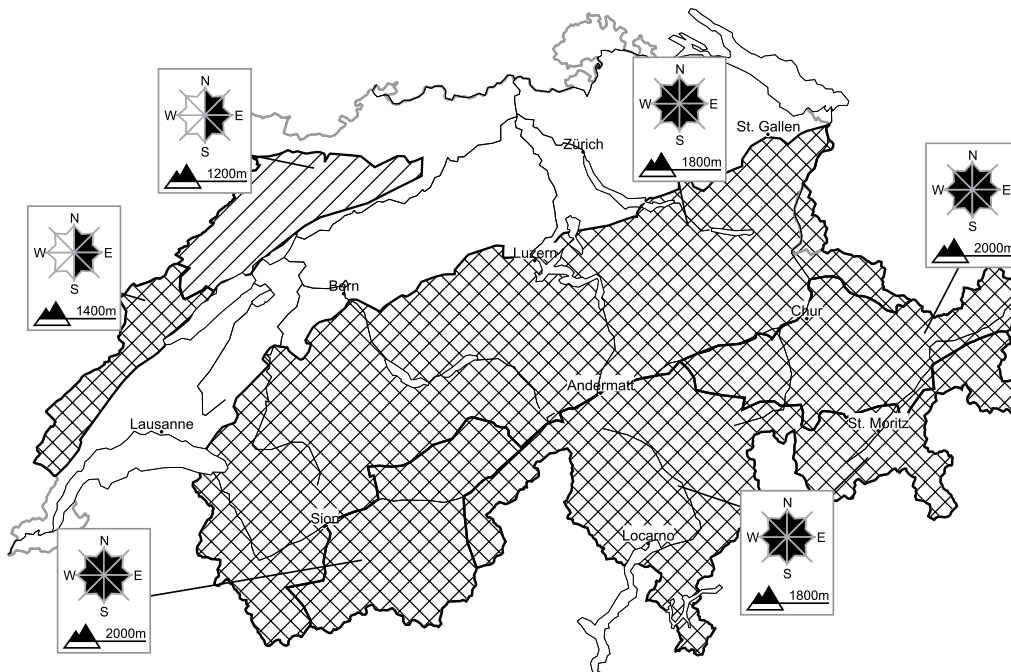 N
W E
S
1200m
N
W E
S
1800m
St. Gallen
Zürich
N
W E
S
2000m
N
W E
S
1400m
Luzern
Bern
Chur
Andermatt
Lausanne
St. Moritz
Sion
Locarno
N
W E
S
1800m
N
W E
S
2000m